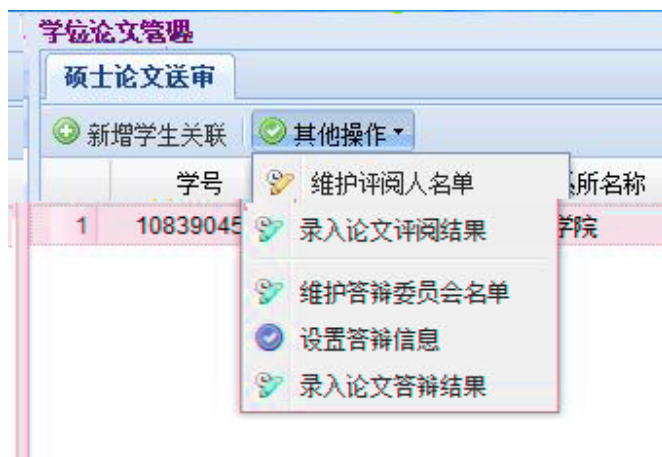 学位论文管理
硕士论文送审
新增学生关联 其他操作
学号 所名称
1 10839045 学院
维护评阅人名单
录入论文评阅结果
维护答辩委员会名单
设置答辩信息
录入论文答辩结果